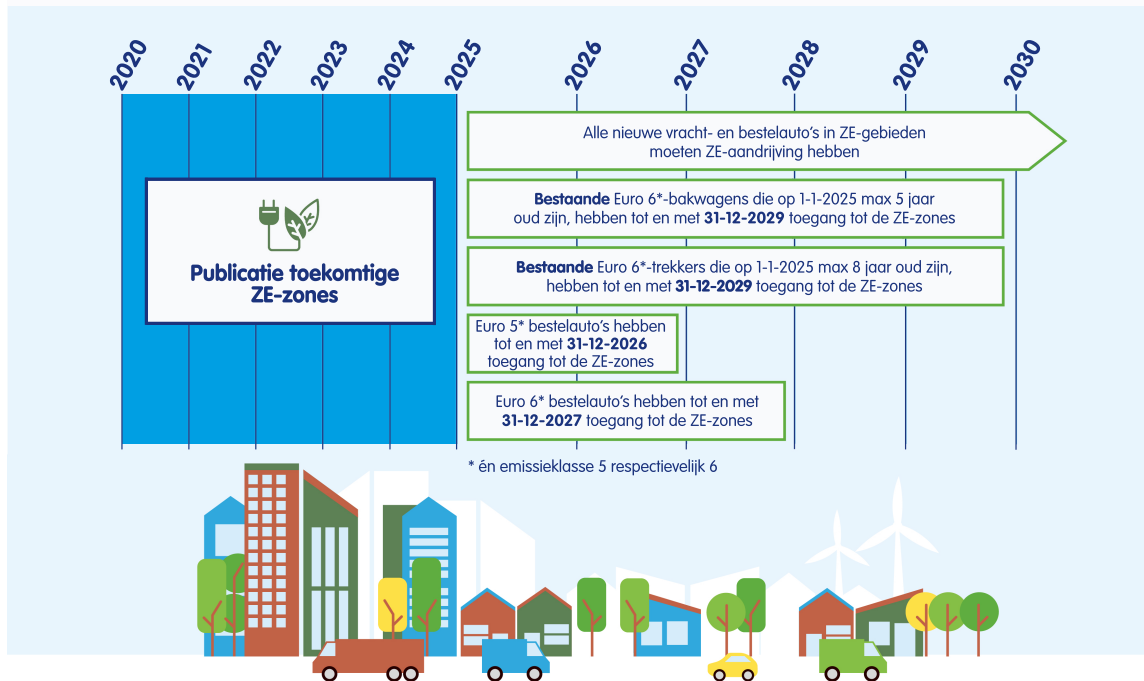 2020
2021
2022
2023
2024
2025
2026
2027
2028
2029
2030
Publicatie toekomtige
ZE-zones
Alle nieuwe vracht- en bestelauto's in ZE-gebieden
moeten ZE-aandrijving hebben
Bestaande Euro 6*-bakwagens die op 1-1-2025 max 5 jaar
oud zijn, hebben tot en met 31-12-2029 toegang tot de ZE-zones
Bestaande Euro 6*-trekkers die op 1-1-2025 max 8 jaar oud zijn,
hebben tot en met 31-12-2029 toegang tot de ZE-zones
Euro 5* bestelauto's hebben
tot en met 31-12-2026
toegang tot de ZE-zones
Euro 6* bestelauto's hebben tot en met
31-12-2027 toegang tot de ZE-zones
* én emissieklasse 5 respectievelijk 6